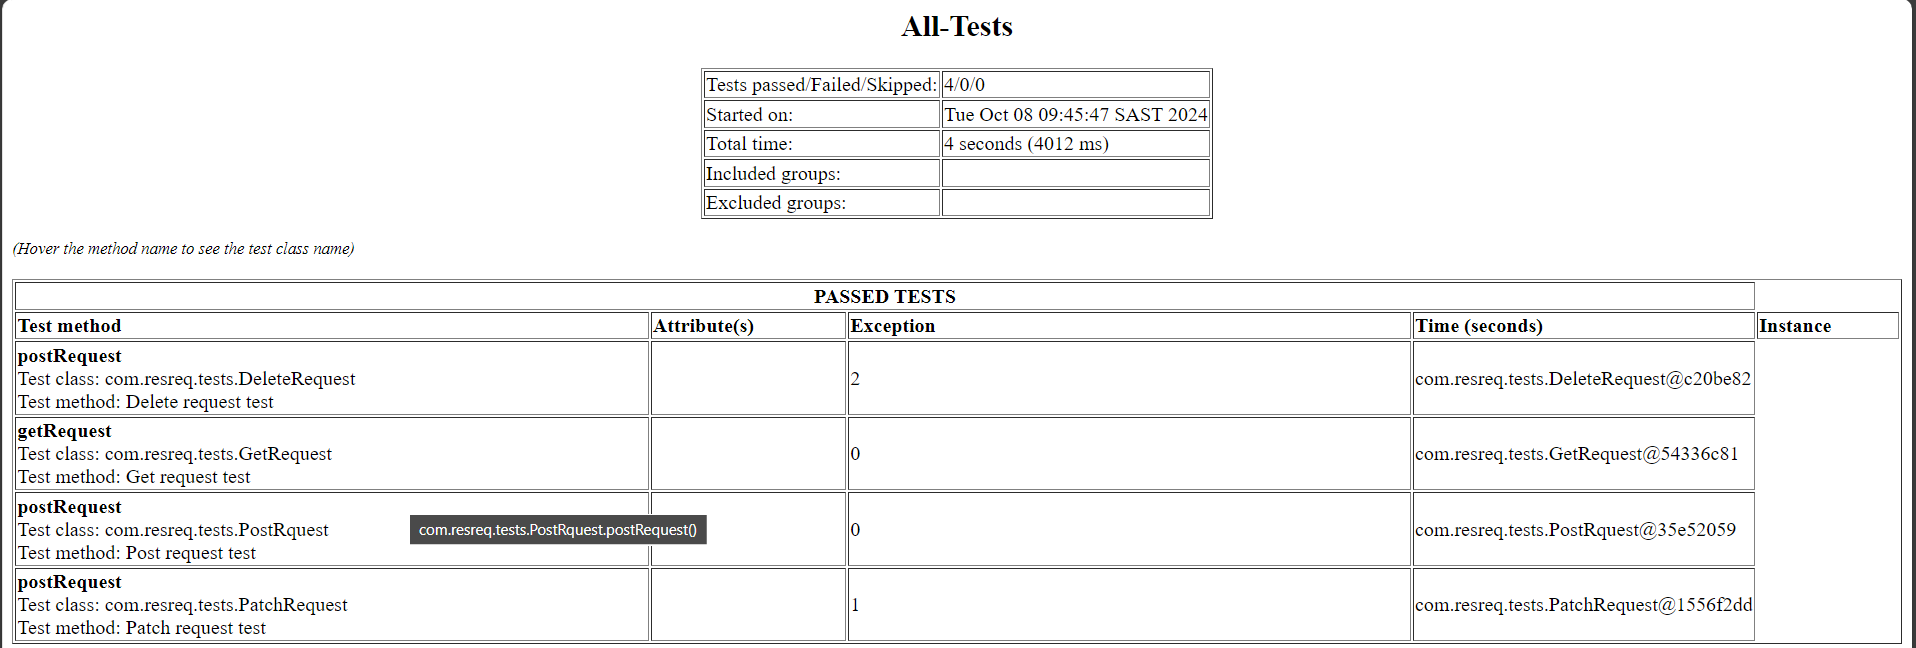 All-Tests
Tests passed/Failed/Skipped: 4/0/0
Started on: Tue Oct 08 09:45:47 SAST 2024
Total time: 4 seconds (4012 ms)
Included groups:
Excluded groups:
(Hover the method name to see the test class name)
PASSED TESTS
Test method Attribute(s) Exception Time (seconds) Instance
postRequest
Test class: com.resreq.tests.DeleteRequest 2 com.resreq.tests.DeleteRequest@c20be82
Test method: Delete request test
getRequest
Test class: com.resreq.tests.GetRequest 0 com.resreq.tests.GetRequest@54336c81
Test method: Get request test
postRequest
Test class: com.resreq.tests.PostRquest com.resreq.tests.PostRquest.postRequest() 0 com.resreq.tests.PostRquest@35e52059
Test method: Post request test
postRequest
Test class: com.resreq.tests.PatchRequest 1 com.resreq.tests.PatchRequest@1556f2dd
Test method: Patch request test